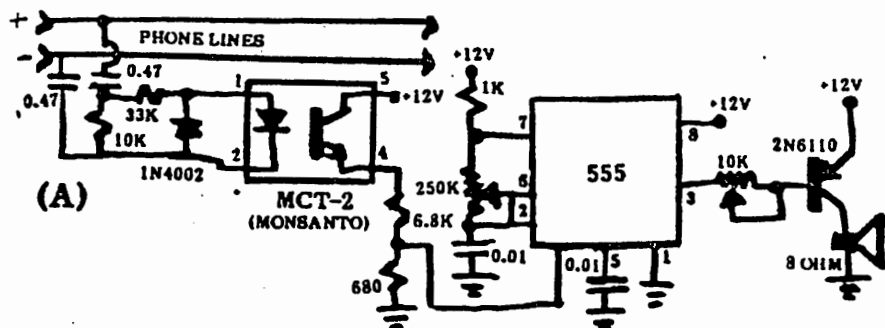 +
PHONE LINES
-
0.47
0.47
33K
10K
1N4002
1
2
5
4
+12V
MCT-2
(MONSANTO)
(A)
6.8K
680
+12V
1K
250K
0.01
7
6
2
555
8
3
0.01
5
1
+12V
10K
2N6110
+12V
8 OHM